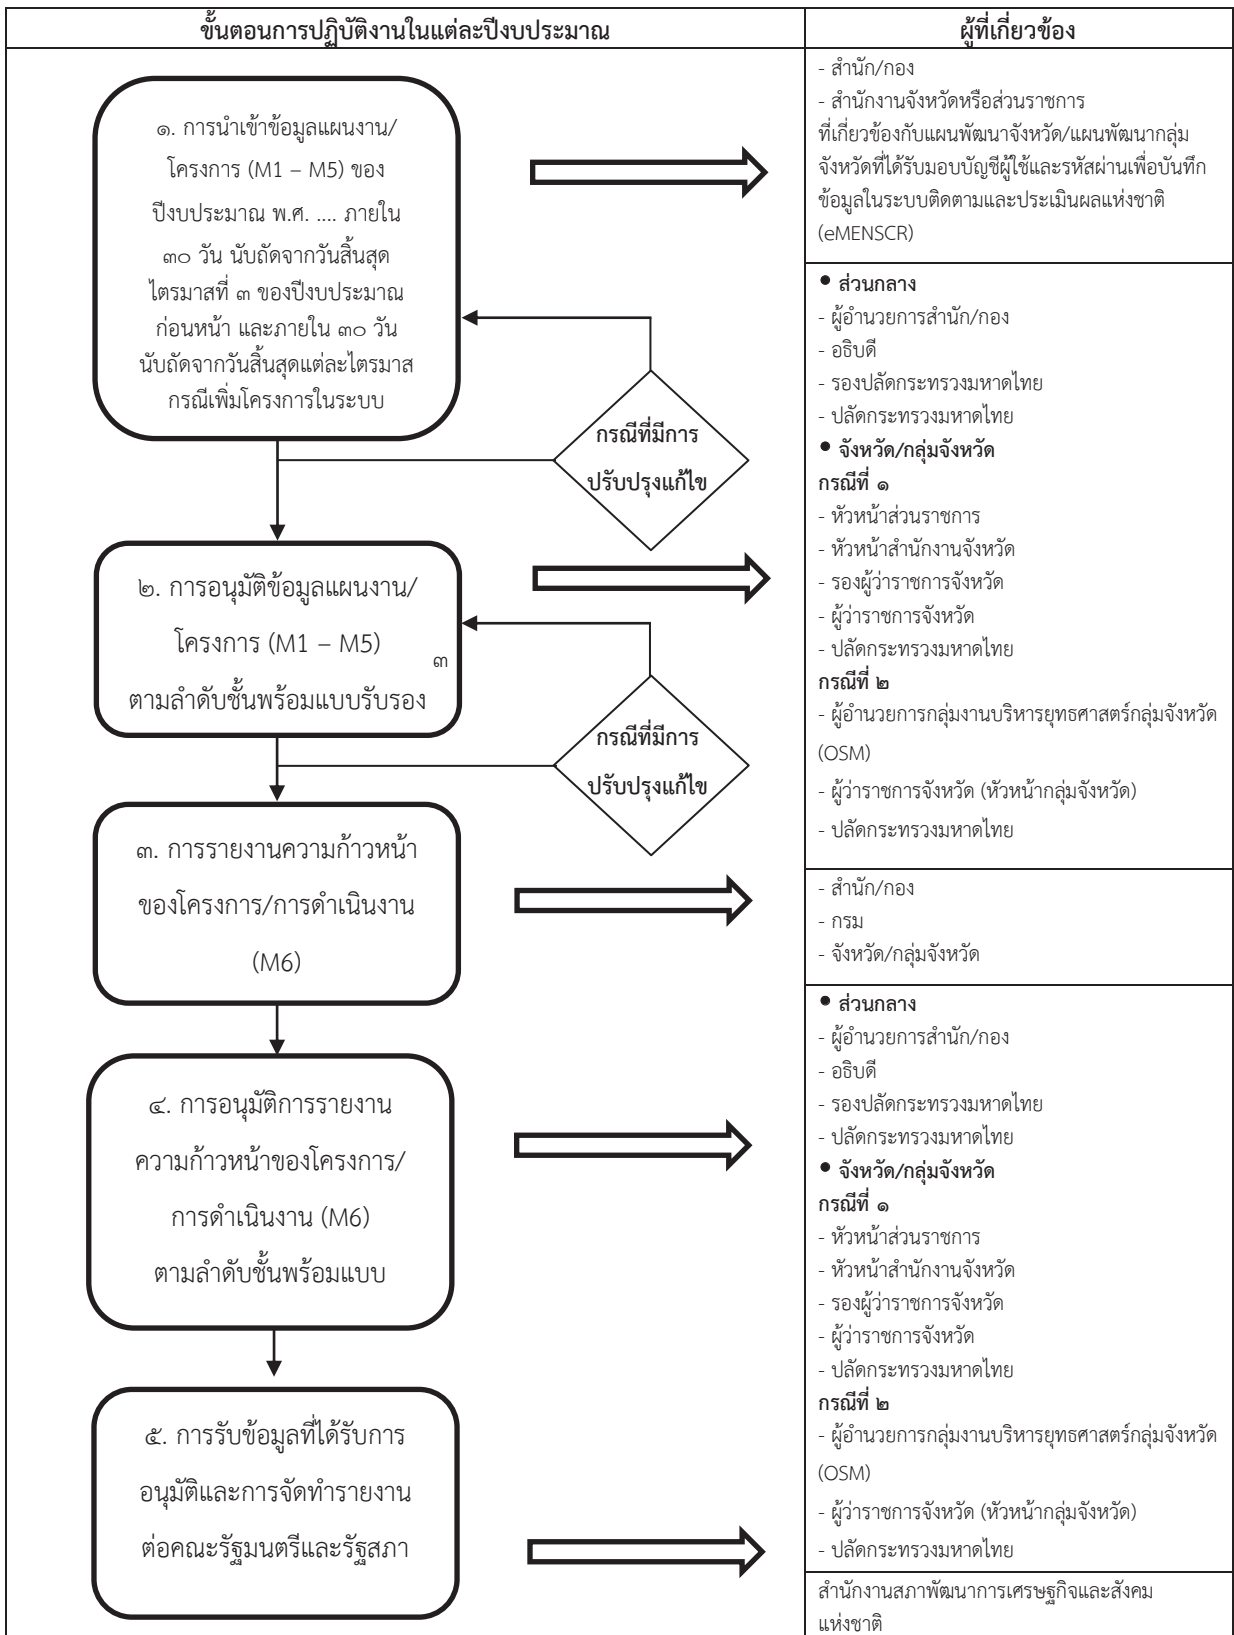 ขั้นตอนการปฏิบัติงานในแต่ละปีงบประมาณ
ผู้ที่เกี่ยวข้อง
๑. การนำเข้าข้อมูลแผนงาน/
โครงการ (M1 – M5) ของ
ปีงบประมาณ พ.ศ. .... ภายใน
๓๐ วัน นับถัดจากวันสิ้นสุด
ไตรมาสที่ ๓ ของปีงบประมาณ
ก่อนหน้า และภายใน ๓๐ วัน
นับถัดจากวันสิ้นสุดแต่ละไตรมาส
กรณีเพิ่มโครงการในระบบ
- สำนัก/กอง
- สำนักงานจังหวัดหรือส่วนราชการ
ที่เกี่ยวข้องกับแผนพัฒนาจังหวัด/แผนพัฒนากลุ่ม
จังหวัดที่ได้รับมอบบัญชีผู้ใช้และรหัสผ่านเพื่อบันทึก
ข้อมูลในระบบติดตามและประเมินผลแห่งชาติ
(eMENSCR)
กรณีที่มีการ
ปรับปรุงแก้ไข
๒. การอนุมัติข้อมูลแผนงาน/
โครงการ (M1 – M5)
๓
ตามลำดับชั้นพร้อมแบบรับรอง
● ส่วนกลาง
- ผู้อำนวยการสำนัก/กอง
- อธิบดี
- รองปลัดกระทรวงมหาดไทย
- ปลัดกระทรวงมหาดไทย
● จังหวัด/กลุ่มจังหวัด
กรณีที่ ๑
- หัวหน้าส่วนราชการ
- หัวหน้าสำนักงานจังหวัด
- รองผู้ว่าราชการจังหวัด
- ผู้ว่าราชการจังหวัด
- ปลัดกระทรวงมหาดไทย
กรณีที่ ๒
- ผู้อำนวยการกลุ่มงานบริหารยุทธศาสตร์กลุ่มจังหวัด
(OSM)
- ผู้ว่าราชการจังหวัด (หัวหน้ากลุ่มจังหวัด)
- ปลัดกระทรวงมหาดไทย
กรณีที่มีการ
ปรับปรุงแก้ไข
๓. การรายงานความก้าวหน้า
ของโครงการ/การดำเนินงาน
(M6)
- สำนัก/กอง
- กรม
- จังหวัด/กลุ่มจังหวัด
๔. การอนุมัติการรายงาน
ความก้าวหน้าของโครงการ/
การดำเนินงาน (M6)
ตามลำดับชั้นพร้อมแบบ
● ส่วนกลาง
- ผู้อำนวยการสำนัก/กอง
- อธิบดี
- รองปลัดกระทรวงมหาดไทย
- ปลัดกระทรวงมหาดไทย
● จังหวัด/กลุ่มจังหวัด
กรณีที่ ๑
- หัวหน้าส่วนราชการ
- หัวหน้าสำนักงานจังหวัด
- รองผู้ว่าราชการจังหวัด
- ผู้ว่าราชการจังหวัด
- ปลัดกระทรวงมหาดไทย
กรณีที่ ๒
- ผู้อำนวยการกลุ่มงานบริหารยุทธศาสตร์กลุ่มจังหวัด
(OSM)
- ผู้ว่าราชการจังหวัด (หัวหน้ากลุ่มจังหวัด)
- ปลัดกระทรวงมหาดไทย
๕. การรับข้อมูลที่ได้รับการ
อนุมัติและการจัดทำรายงาน
ต่อคณะรัฐมนตรีและรัฐสภา
สำนักงานสภาพัฒนาการเศรษฐกิจและสังคม
แห่งชาติ